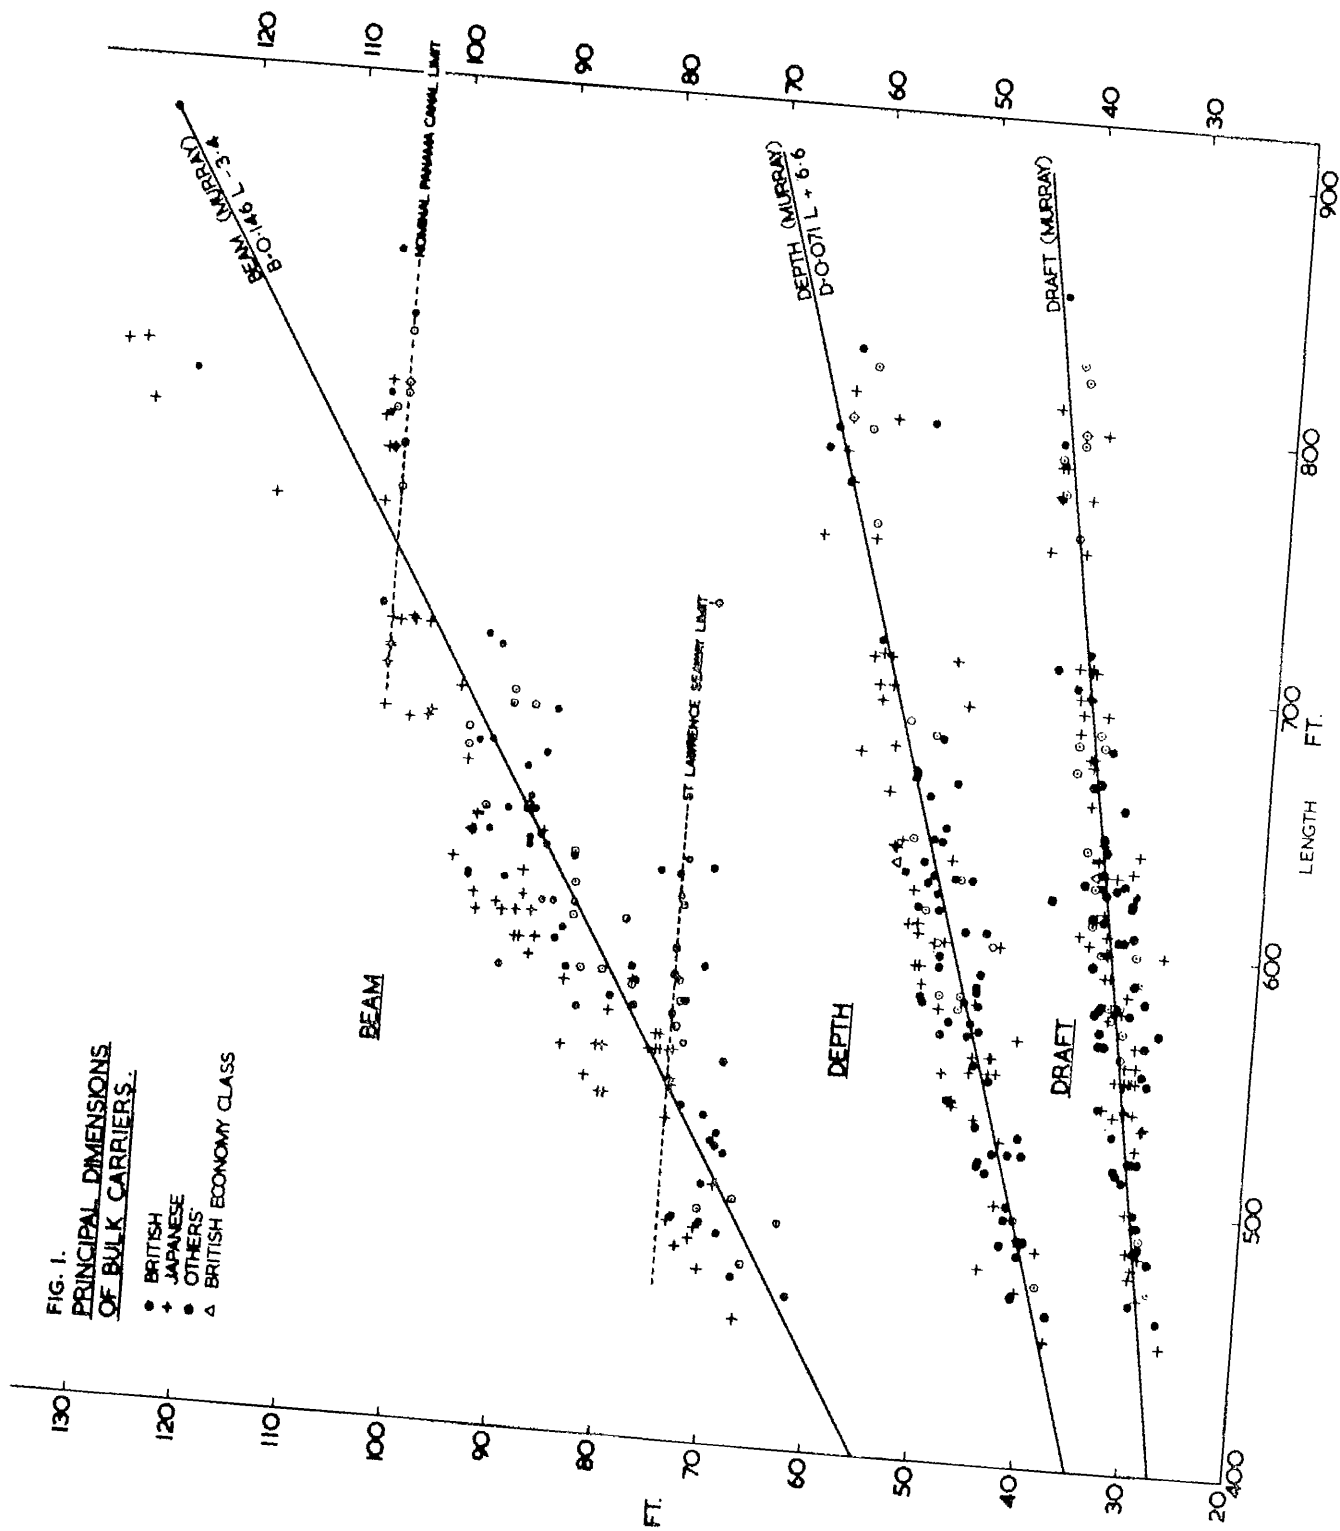 FIG. 1.
PRINCIPAL DIMENSIONS
OF BULK CARRIERS.
BRITISH
JAPANESE
OTHERS
BRITISH ECONOMY CLASS
BEAM
DEPTH
DRAFT
BEAM (MURRAY)
B-0·146 L -3·4
NOMINAL PANAMA CANAL LIMIT
ST LAWRENCE SEAWAY LIMIT
DEPTH (MURRAY)
D-0·071 L + 6·6
DRAFT (MURRAY)
130
120
110
100
90
80
70
60
50
40
30
20
FT.
120
110
100
90
80
70
60
50
40
30
400
500
600
700
800
900
LENGTH FT.